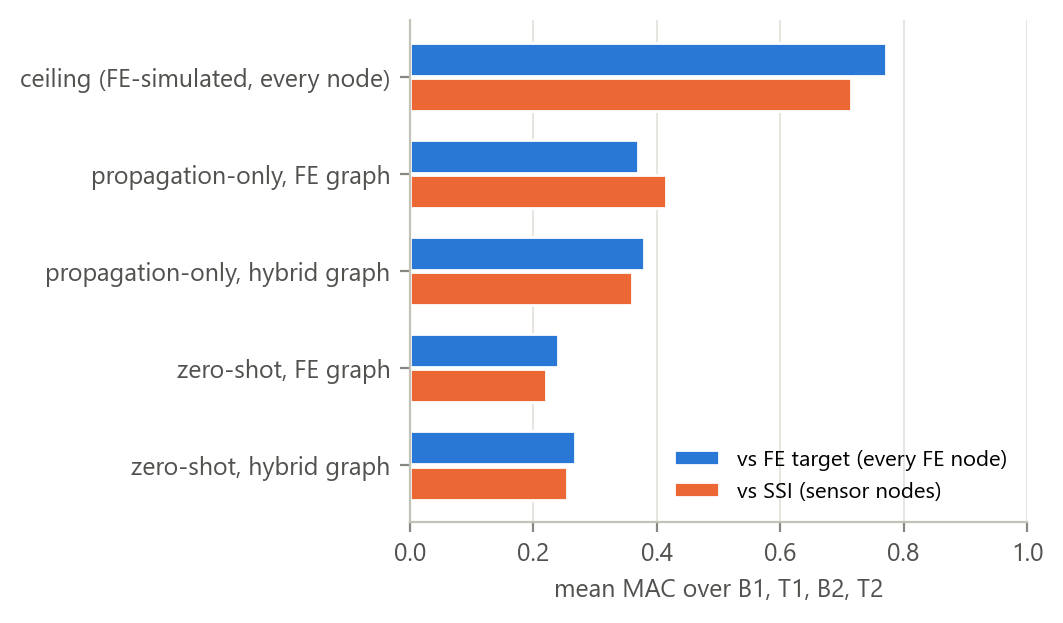 ceiling (FE-simulated, every node)
propagation-only, FE graph
propagation-only, hybrid graph
zero-shot, FE graph
zero-shot, hybrid graph
vs FE target (every FE node)
vs SSI (sensor nodes)
0.0 0.2 0.4 0.6 0.8 1.0
mean MAC over B1, T1, B2, T2